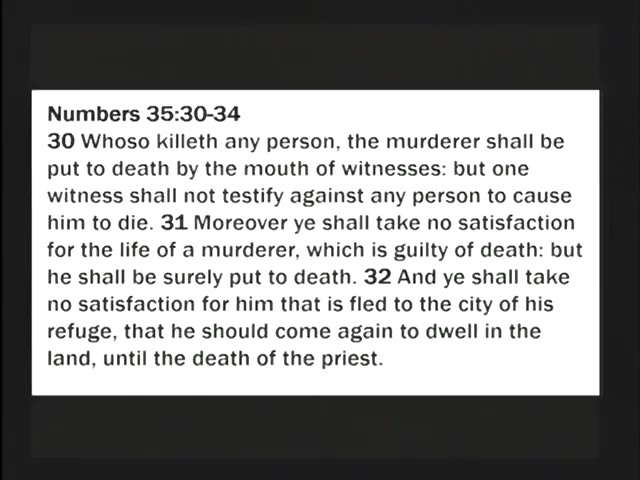 Numbers 35:30-34
30 Whoso killeth any person, the murderer shall be
put to death by the mouth of witnesses: but one
witness shall not testify against any person to cause
him to die. 31 Moreover ye shall take no satisfaction
for the life of a murderer, which is guilty of death: but
he shall be surely put to death. 32 And ye shall take
no satisfaction for him that is fled to the city of his
refuge, that he should come again to dwell in the
land, until the death of the priest.